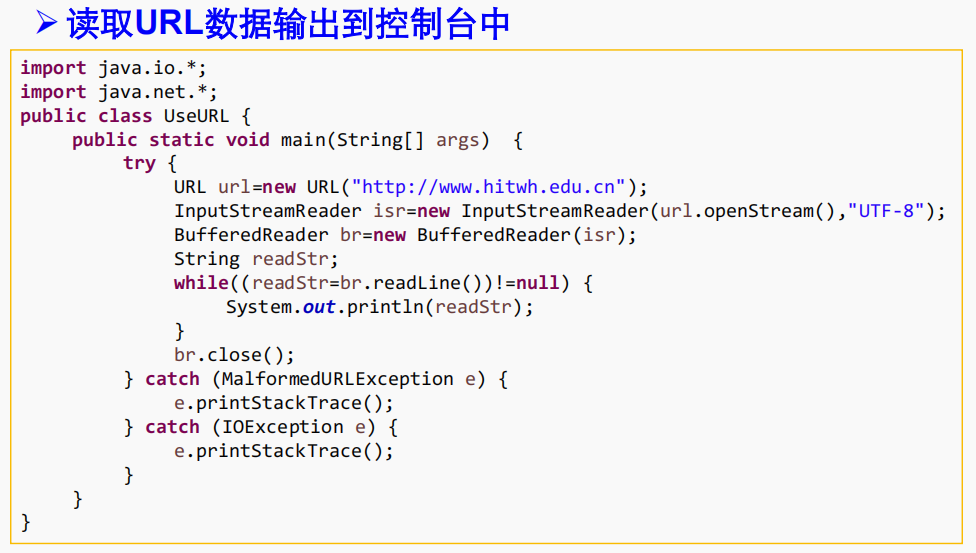 ➢ 读取URL数据输出到控制台中
import java.io.*;
import java.net.*;
public class UseURL {
public static void main(String[] args)  {
try {
URL url=new URL("http://www.hitwh.edu.cn");
InputStreamReader isr=new InputStreamReader(url.openStream(),"UTF-8");
BufferedReader br=new BufferedReader(isr);
String readStr;
while((readStr=br.readLine())!=null) {
System.out.println(readStr);
}
br.close();
} catch (MalformedURLException e) {
e.printStackTrace();
} catch (IOException e) {
e.printStackTrace();
}
}
}